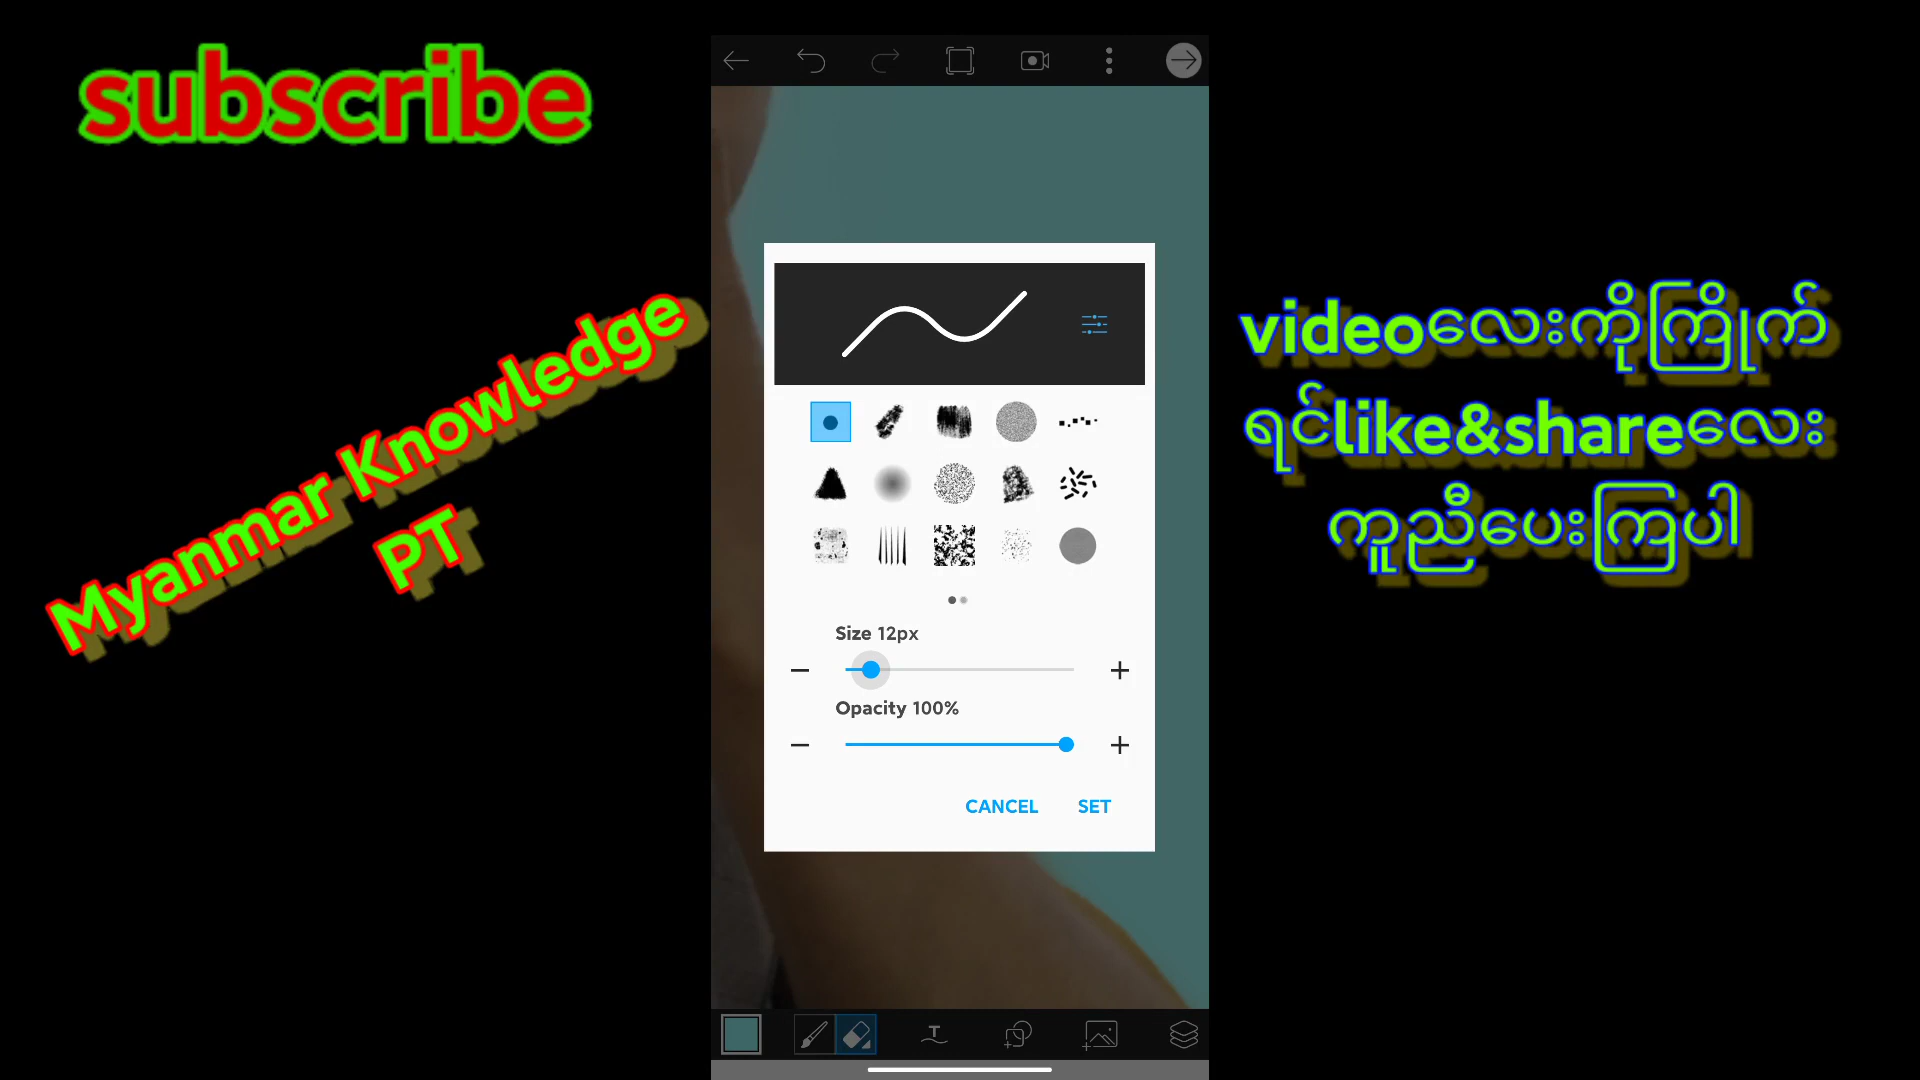 subscribe
Myanmar Knowledge
PT
videoလေးကိုကြိုက်
ရင်like&shareလေး
ကူညီပေးကြပါ
Size 12px
Opacity 100%
CANCEL SET